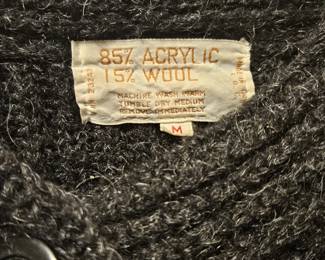 85% ACRYLIC
15% WOOL
MACHINE WASH WARM
TUMBLE DRY MEDIUM
REMOVE IMMEDIATELY
M